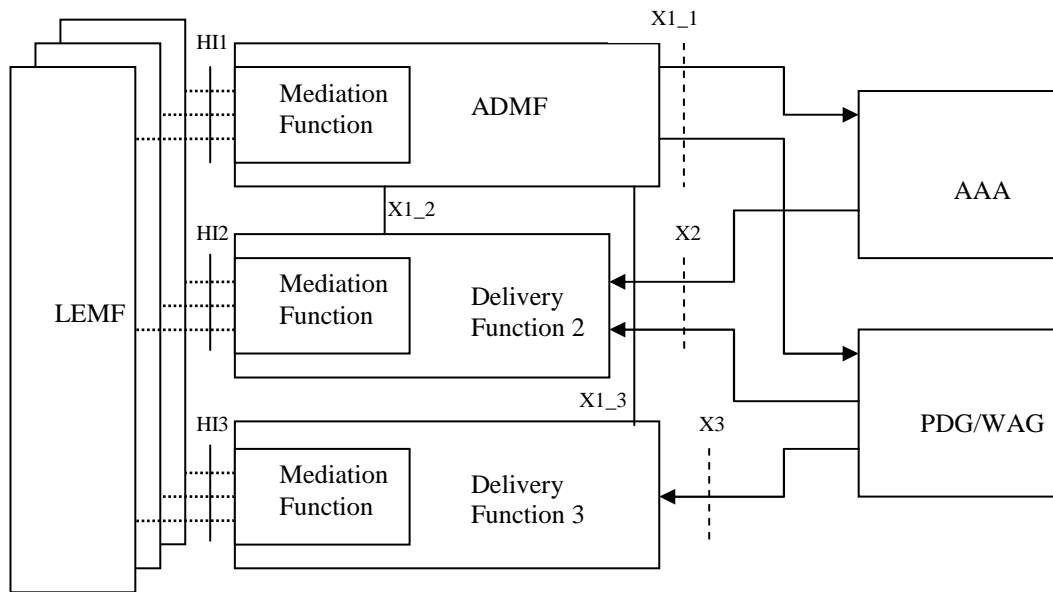 X1_1
HI1
Mediation
Function
ADMF
AAA
X1_2
HI2
X2
Mediation
Function
Delivery
Function 2
LEMF
X1_3
HI3
X3
PDG/WAG
Mediation
Function
Delivery
Function 3